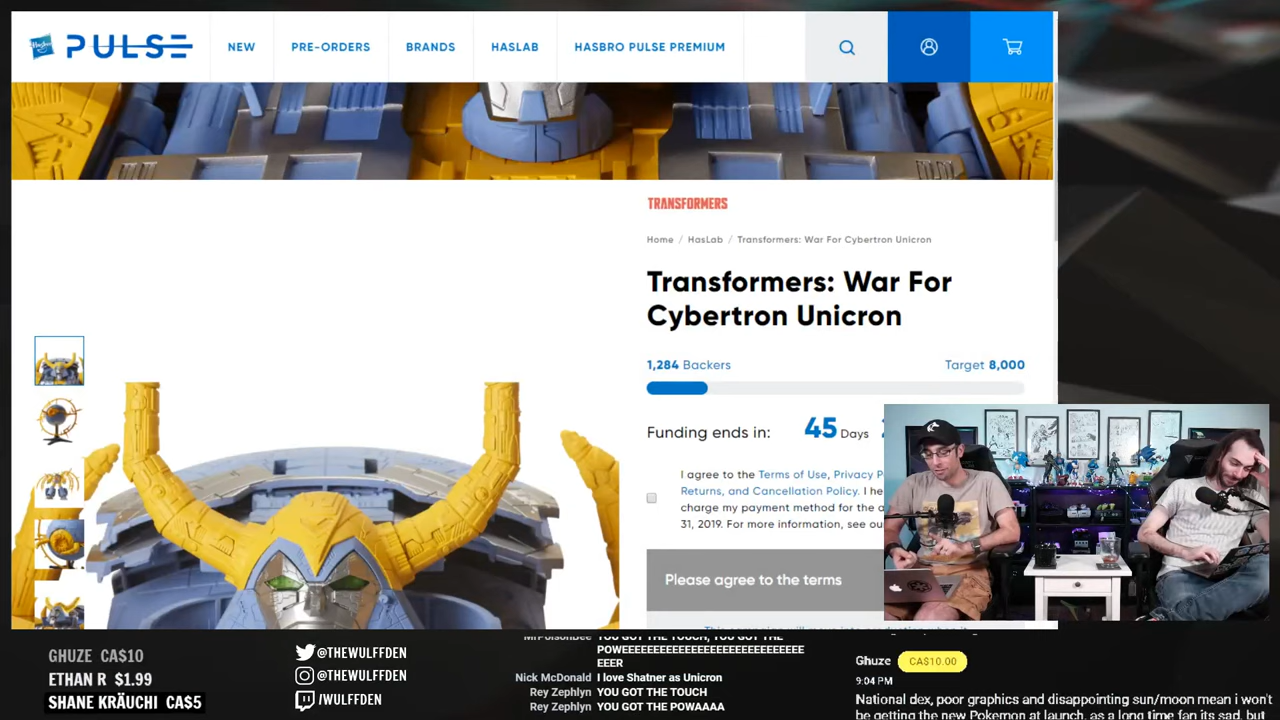 Hasbro PULSE
NEW
PRE-ORDERS
BRANDS
HASLAB
HASBRO PULSE PREMIUM
TRANSFORMERS
Home / HasLab / Transformers: War For Cybertron Unicron
Transformers: War For
Cybertron Unicron
1,284 Backers
Target 8,000
Funding ends in: 45 Days
I agree to the Terms of Use, Privacy P
Returns, and Cancellation Policy. I he
charge my payment method for the a
31, 2019. For more information, see ou
Please agree to the terms
GHUZE CA$10
ETHAN R $1.99
SHANE KRÄUCHI CA$5
@THEWULFFDEN
@THEWULFFDEN
/WULFFDEN
MrPoisonBee YOU GOT THE TOUCH, YOU GOT THE
POWEEEEEEEEEEEEEEEEEEEEEEEEEEEE
EEER
Nick McDonald I love Shatner as Unicron
Rey Zephlyn YOU GOT THE TOUCH
Rey Zephlyn YOU GOT THE POWAAAA
Ghuze CA$10.00
9:04 PM
National dex, poor graphics and disappointing sun/moon mean i won't
be getting the new Pokemon at launch, as a long time fan its sad, but